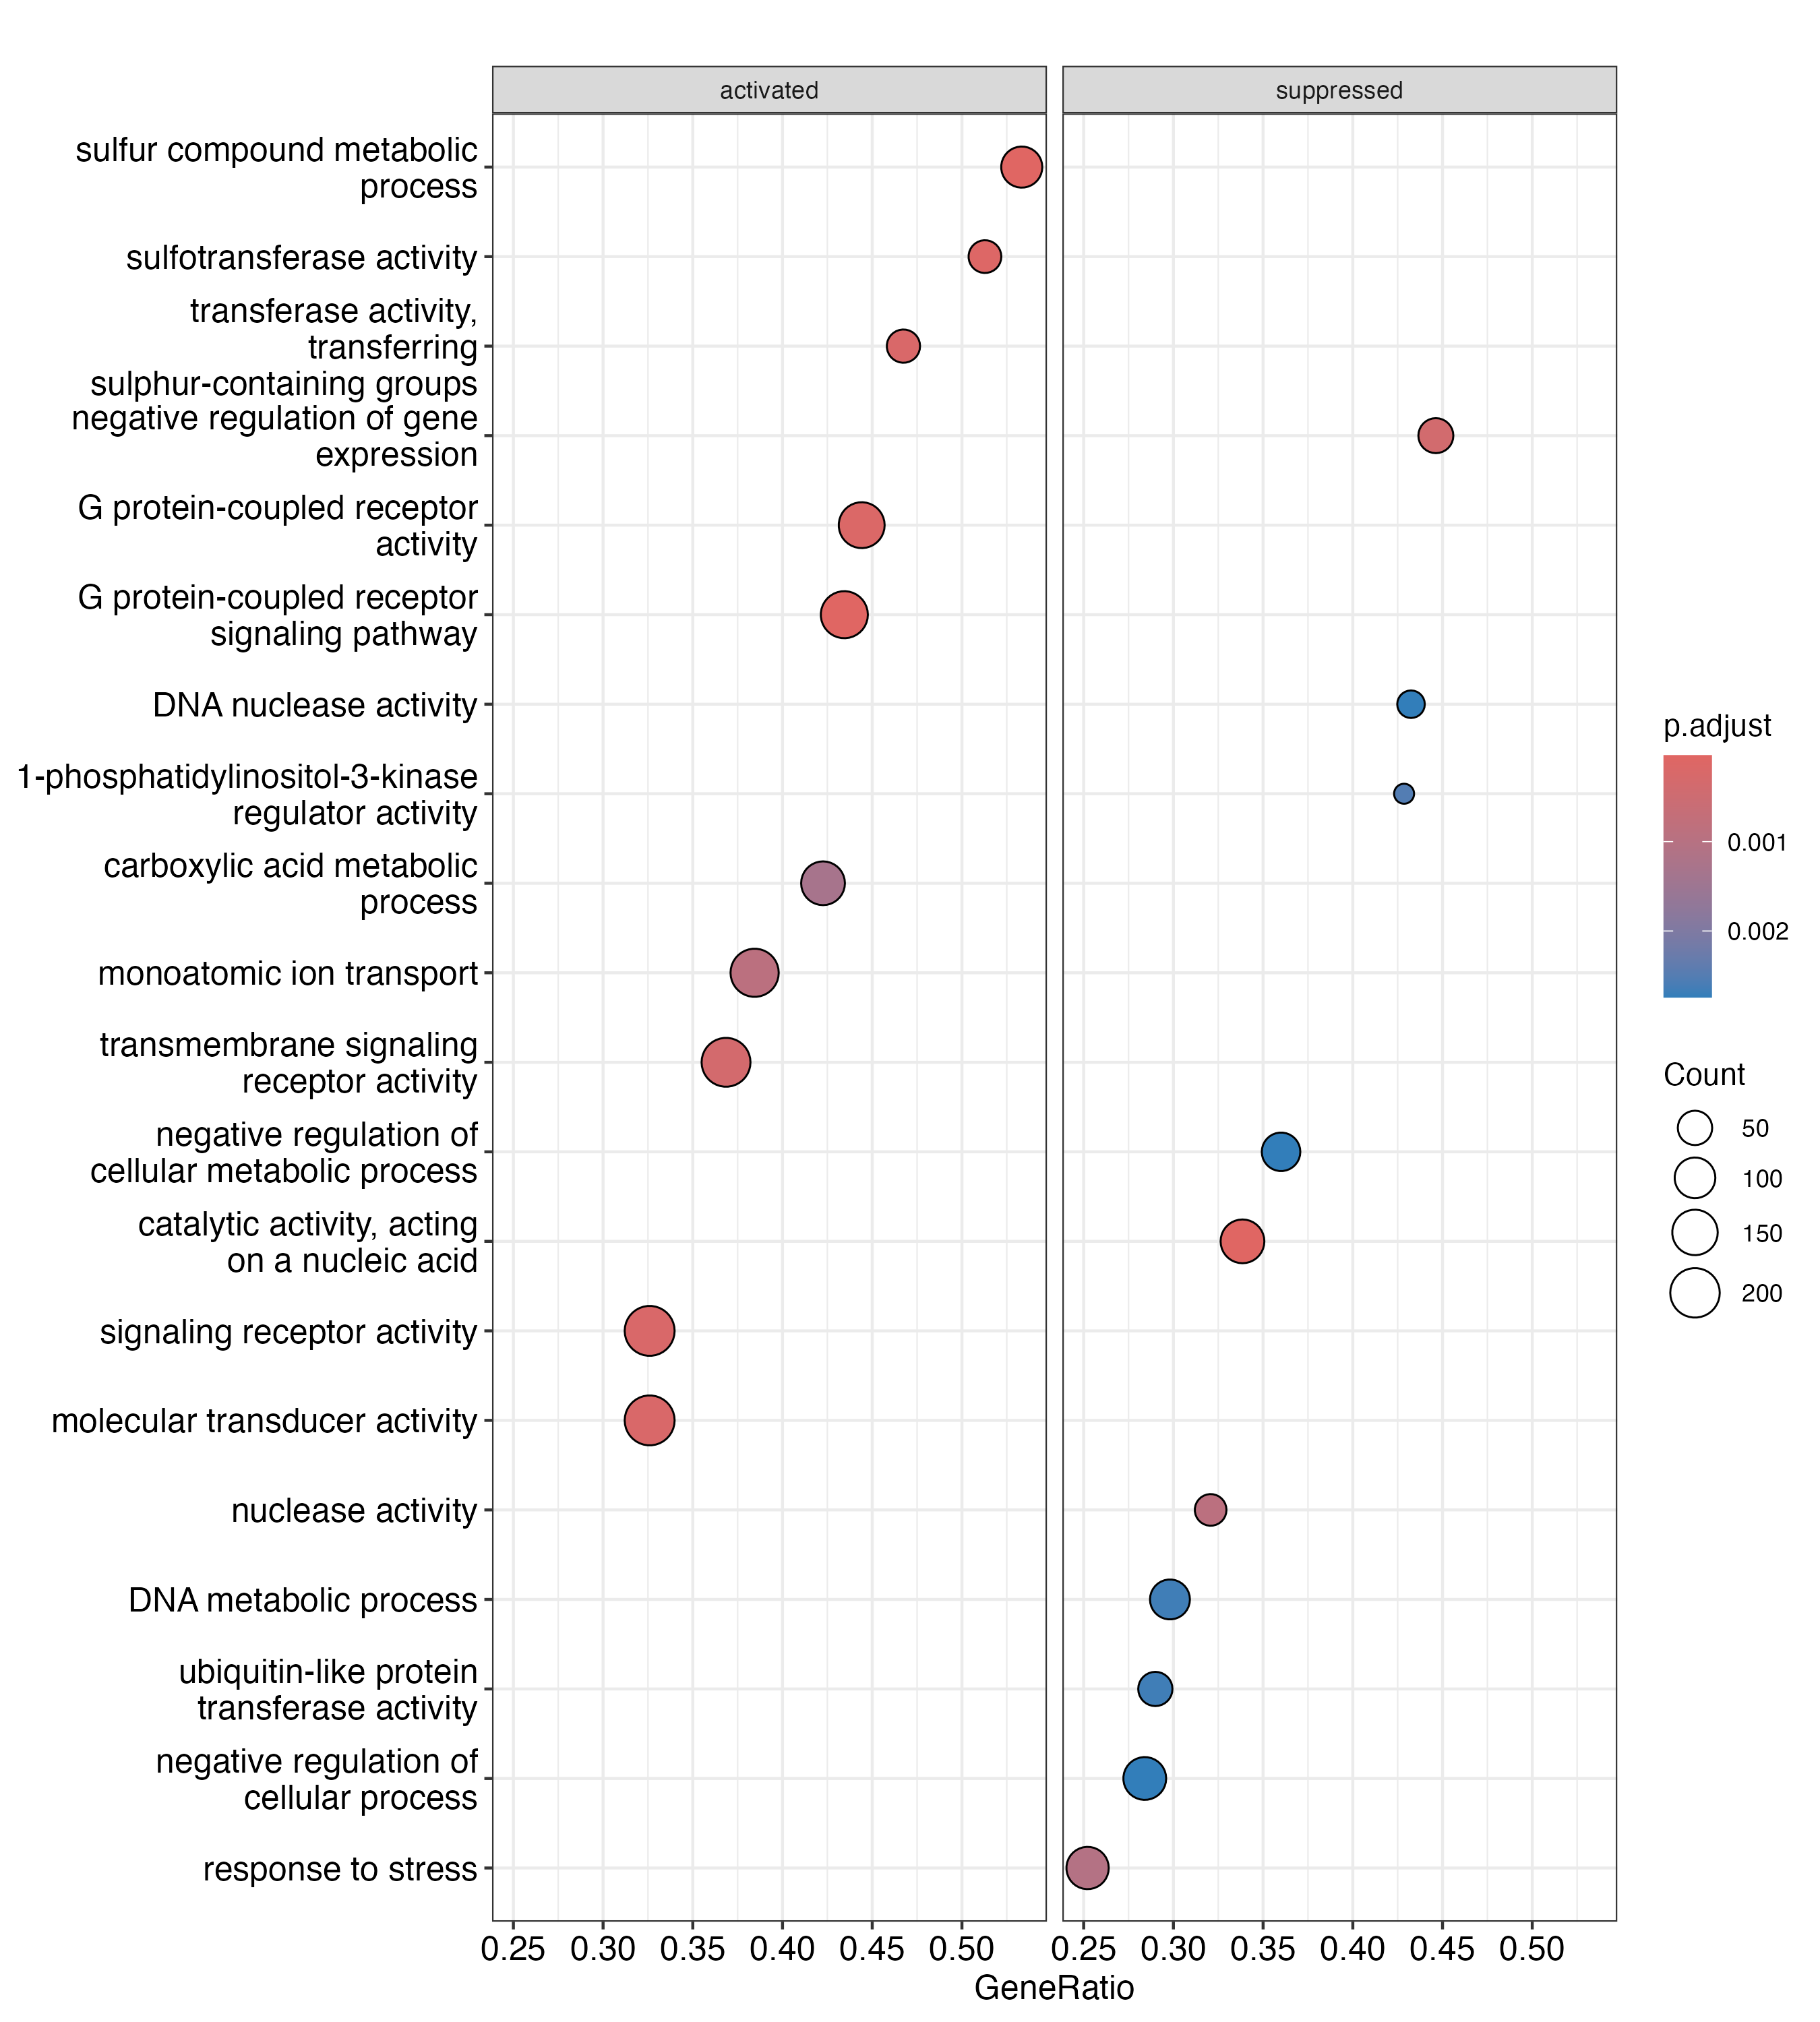 activated
suppressed
sulfur compound metabolic
process
sulfotransferase activity
transferase activity,
transferring
sulphur-containing groups
negative regulation of gene
expression
G protein-coupled receptor
activity
G protein-coupled receptor
signaling pathway
DNA nuclease activity
1-phosphatidylinositol-3-kinase
regulator activity
carboxylic acid metabolic
process
monoatomic ion transport
transmembrane signaling
receptor activity
negative regulation of
cellular metabolic process
catalytic activity, acting
on a nucleic acid
signaling receptor activity
molecular transducer activity
nuclease activity
DNA metabolic process
ubiquitin-like protein
transferase activity
negative regulation of
cellular process
response to stress
0.25 0.30 0.35 0.40 0.45 0.50
0.25 0.30 0.35 0.40 0.45 0.50
GeneRatio
p.adjust
0.001
0.002
Count
50
100
150
200